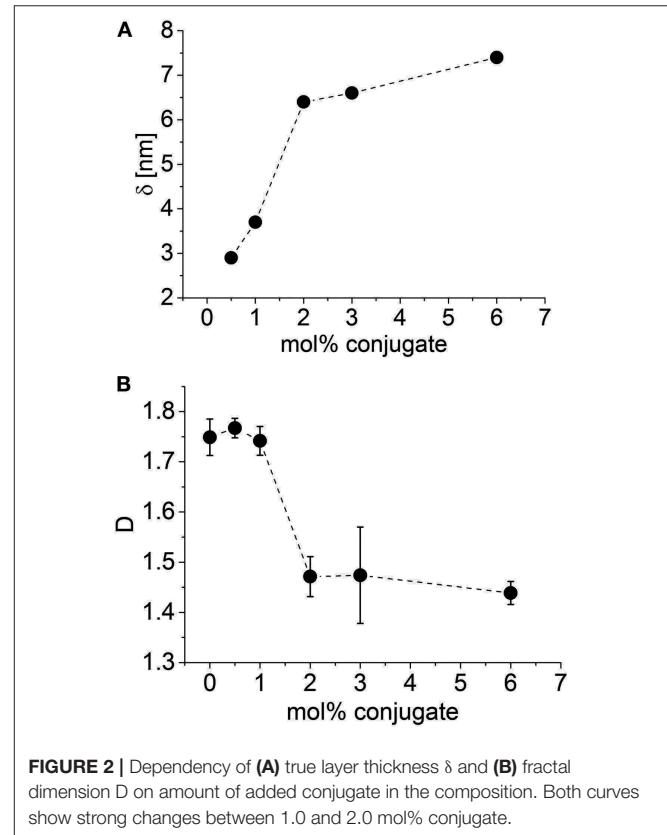 A
8
7
6
5
4
3
2
δ [nm]
0 1 2 3 4 5 6 7
mol% conjugate
B
1.8
1.7
1.6
1.5
1.4
1.3
D
0 1 2 3 4 5 6 7
mol% conjugate
FIGURE 2 | Dependency of (A) true layer thickness δ and (B) fractal
dimension D on amount of added conjugate in the composition. Both curves
show strong changes between 1.0 and 2.0 mol% conjugate.